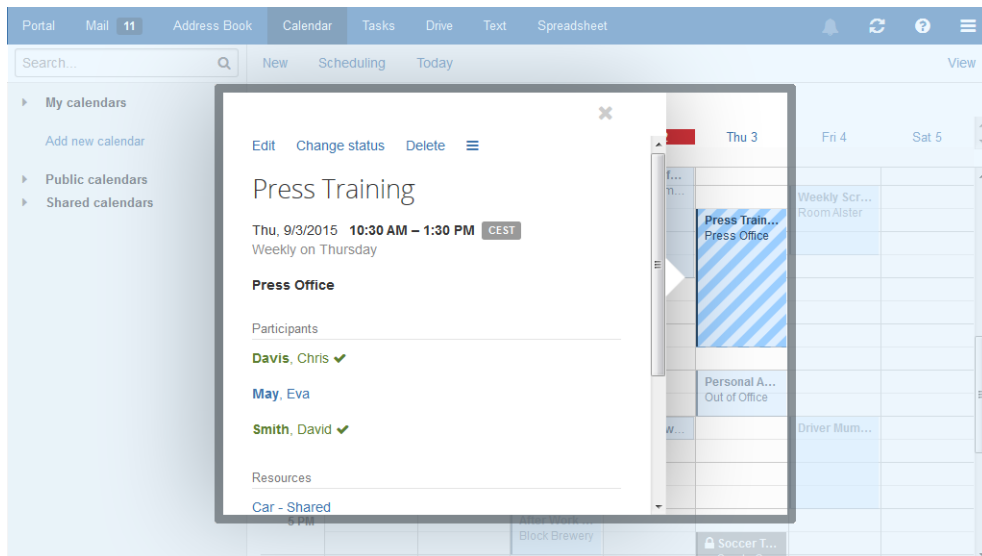 Portal Mail 11 Address Book Calendar Tasks Drive Text Spreadsheet
Search... New Scheduling Today View
My calendars
Add new calendar
Public calendars
Shared calendars
Thu 3 Fri 4 Sat 5
Edit Change status Delete
Press Training
Thu, 9/3/2015 10:30 AM – 1:30 PM CEST
Weekly on Thursday
Press Office
Participants
Davis, Chris
May, Eva
Smith, David
Resources
Car - Shared
Press Train...
Press Office
Weekly Scr...
Room Alster
Personal A...
Out of Office
Driver Mum...
5 PM
After Work ...
Block Brewery
Soccer T...